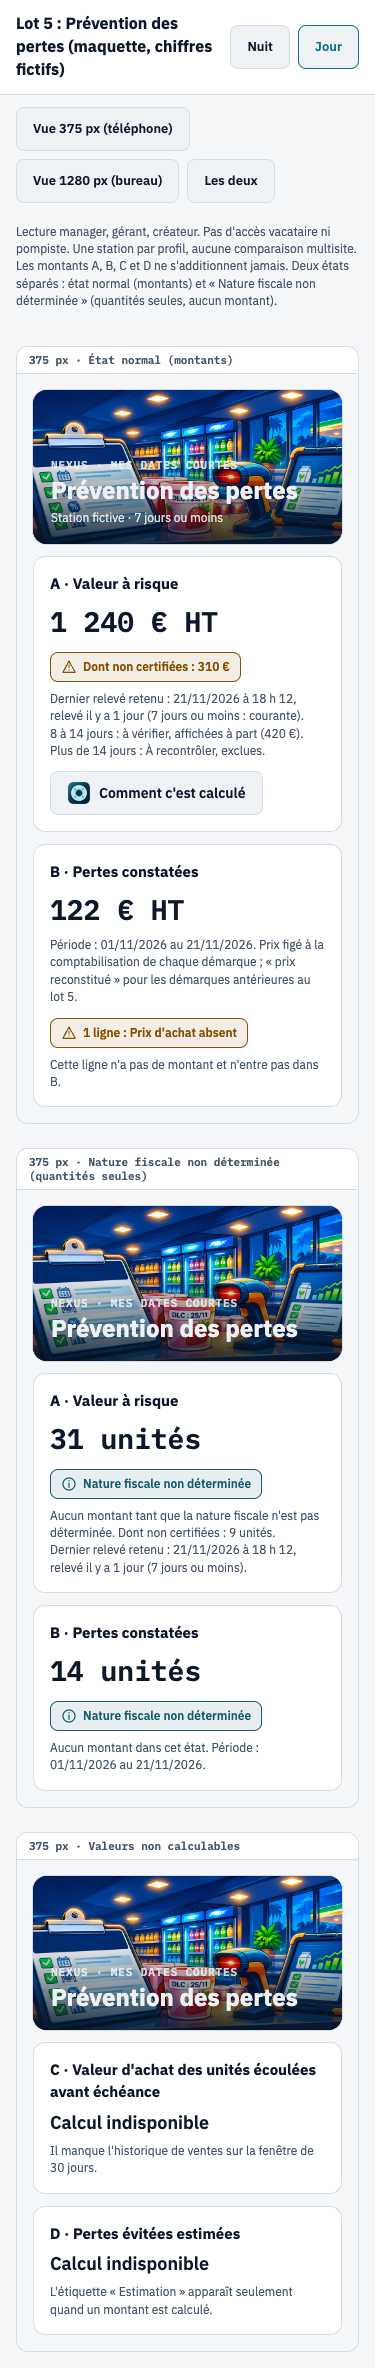 Lot 5 : Prévention des
pertes (maquette, chiffres
fictifs)
Nuit
Jour
Vue 375 px (téléphone)
Vue 1280 px (bureau)
Les deux
Lecture manager, gérant, créateur. Pas d'accès vacataire ni
pompiste. Une station par profil, aucune comparaison multisite.
Les montants A, B, C et D ne s'additionnent jamais. Deux états
séparés : état normal (montants) et « Nature fiscale non
déterminée » (quantités seules, aucun montant).
375 px · État normal (montants)
NEXUS · MES DATES COURTES
Prévention des pertes
Station fictive · 7 jours ou moins
A · Valeur à risque
1 240 € HT
Dont non certifiées : 310 €
Dernier relevé retenu : 21/11/2026 à 18 h 12,
relevé il y a 1 jour (7 jours ou moins : courante).
8 à 14 jours : à vérifier, affichées à part (420 €).
Plus de 14 jours : À recontrôler, exclues.
Comment c'est calculé
B · Pertes constatées
122 € HT
Période : 01/11/2026 au 21/11/2026. Prix figé à la
comptabilisation de chaque démarque ; « prix
reconstitué » pour les démarques antérieures au
lot 5.
1 ligne : Prix d'achat absent
Cette ligne n'a pas de montant et n'entre pas dans
B.
375 px · Nature fiscale non déterminée
(quantités seules)
NEXUS · MES DATES COURTES
DLC : 25/11
Prévention des pertes
A · Valeur à risque
31 unités
Nature fiscale non déterminée
Aucun montant tant que la nature fiscale n'est pas
déterminée. Dont non certifiées : 9 unités.
Dernier relevé retenu : 21/11/2026 à 18 h 12,
relevé il y a 1 jour (7 jours ou moins).
B · Pertes constatées
14 unités
Nature fiscale non déterminée
Aucun montant dans cet état. Période :
01/11/2026 au 21/11/2026.
375 px · Valeurs non calculables
NEXUS · MES DATES COURTES
DLC : 25/11
Prévention des pertes
C · Valeur d'achat des unités écoulées
avant échéance
Calcul indisponible
Il manque l'historique de ventes sur la fenêtre de
30 jours.
D · Pertes évitées estimées
Calcul indisponible
L'étiquette « Estimation » apparaît seulement
quand un montant est calculé.